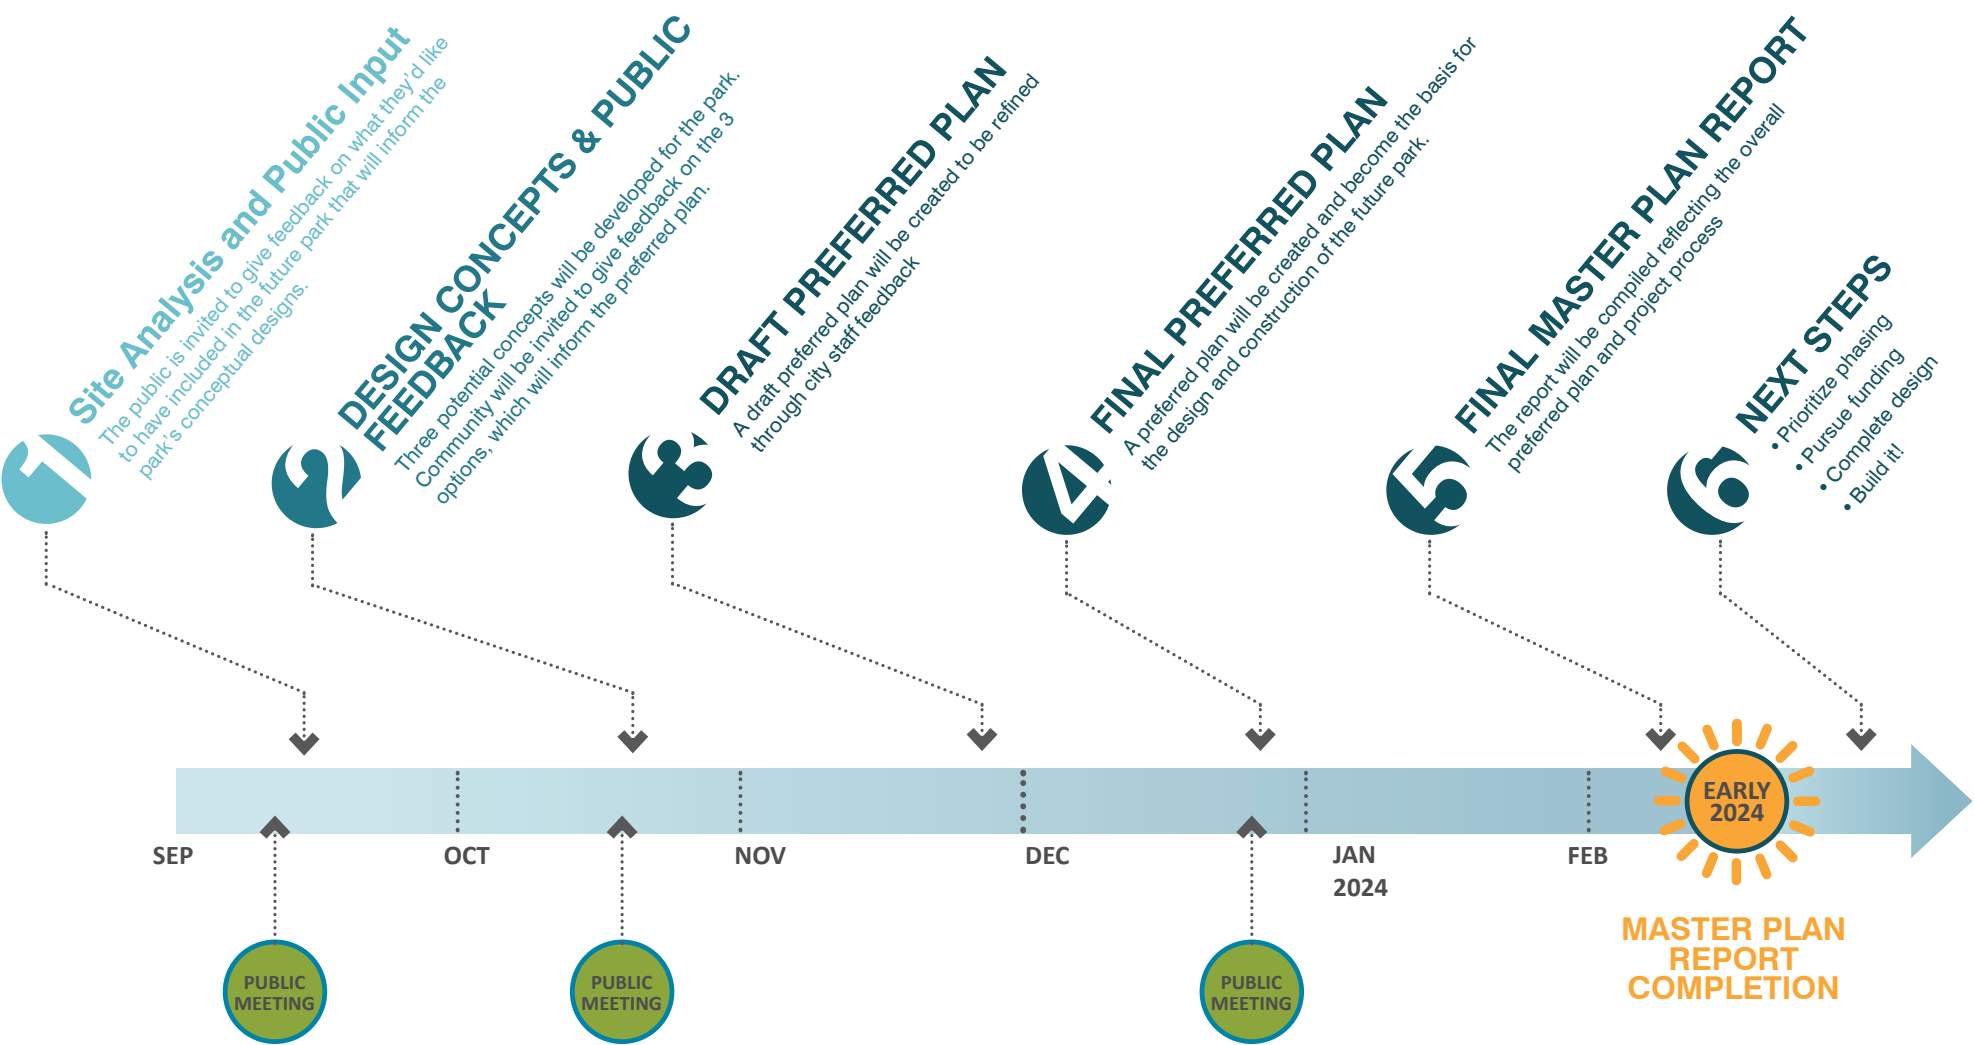 1
Site Analysis and Public Input
The public is invited to give feedback on what they'd like
to have included in the future park that will inform the
park's conceptual designs.
2
DESIGN CONCEPTS & PUBLIC
FEEDBACK
Three potential concepts will be developed for the park.
Community will be invited to give feedback on the 3
options, which will inform the preferred plan.
3
DRAFT PREFERRED PLAN
A draft preferred plan will be created to be refined
through city staff feedback
4
FINAL PREFERRED PLAN
A preferred plan will be created and become the basis for
the design and construction of the future park.
5
FINAL MASTER PLAN REPORT
The report will be compiled reflecting the overall
preferred plan and project process
6
NEXT STEPS
• Prioritize phasing
• Pursue funding
• Complete design
• Build it!
EARLY
2024
SEP
OCT
NOV
DEC
JAN
2024
FEB
MASTER PLAN
REPORT
COMPLETION
PUBLIC
MEETING
PUBLIC
MEETING
PUBLIC
MEETING